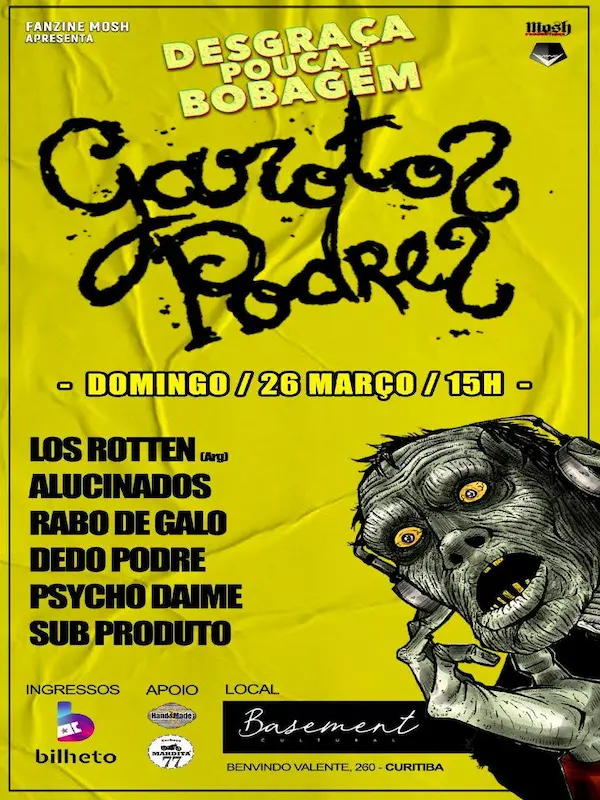 FANZINE MOSH
APRESENTA
Mosh
DESGRAÇA
POUCA É
BOBAGEM
Garotos
Podres
- DOMINGO / 26 MARÇO / 15H -
LOS ROTTEN (Arg)
ALUCINADOS
RABO DE GALO
DEDO PODRE
PSYCHO DAIME
SUB PRODUTO
INGRESSOS
APOIO
LOCAL
bilheto
Hand&Made
MARDITA
77
Basement
CULTURAL
BENVINDO VALENTE, 260 - CURITIBA